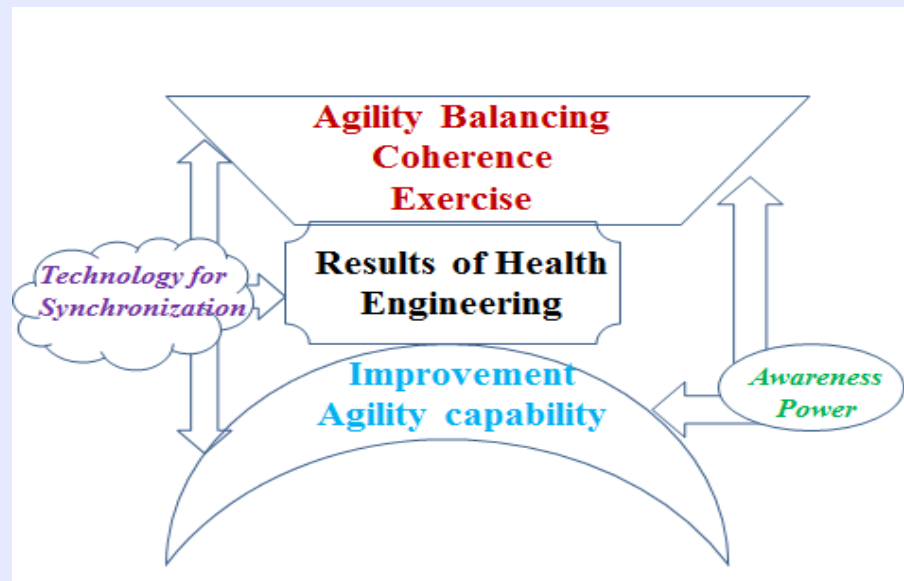 Agility Balancing
Coherence
Exercise
Technology for
Synchronization
Results of Health
Engineering
Improvement
Agility capability
Awareness
Power